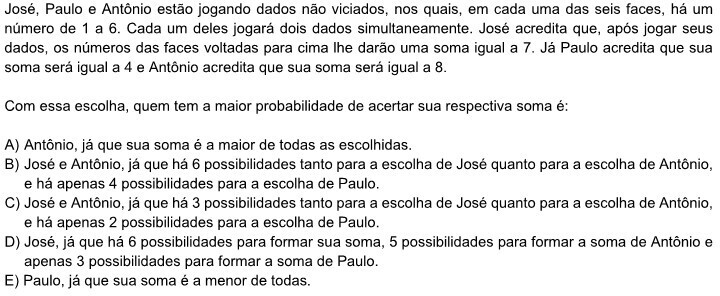 José, Paulo e Antônio estão jogando dados não viciados, nos quais, em cada uma das seis faces, há um
número de 1 a 6. Cada um deles jogará dois dados simultaneamente. José acredita que, após jogar seus
dados, os números das faces voltadas para cima lhe darão uma soma igual a 7. Já Paulo acredita que sua
soma será igual a 4 e Antônio acredita que sua soma será igual a 8.
Com essa escolha, quem tem a maior probabilidade de acertar sua respectiva soma é:
A) Antônio, já que sua soma é a maior de todas as escolhidas.
B) José e Antônio, já que há 6 possibilidades tanto para a escolha de José quanto para a escolha de Antônio,
e há apenas 4 possibilidades para a escolha de Paulo.
C) José e Antônio, já que há 3 possibilidades tanto para a escolha de José quanto para a escolha de Antônio,
e há apenas 2 possibilidades para a escolha de Paulo.
D) José, já que há 6 possibilidades para formar sua soma, 5 possibilidades para formar a soma de Antônio e
apenas 3 possibilidades para formar a soma de Paulo.
E) Paulo, já que sua soma é a menor de todas.